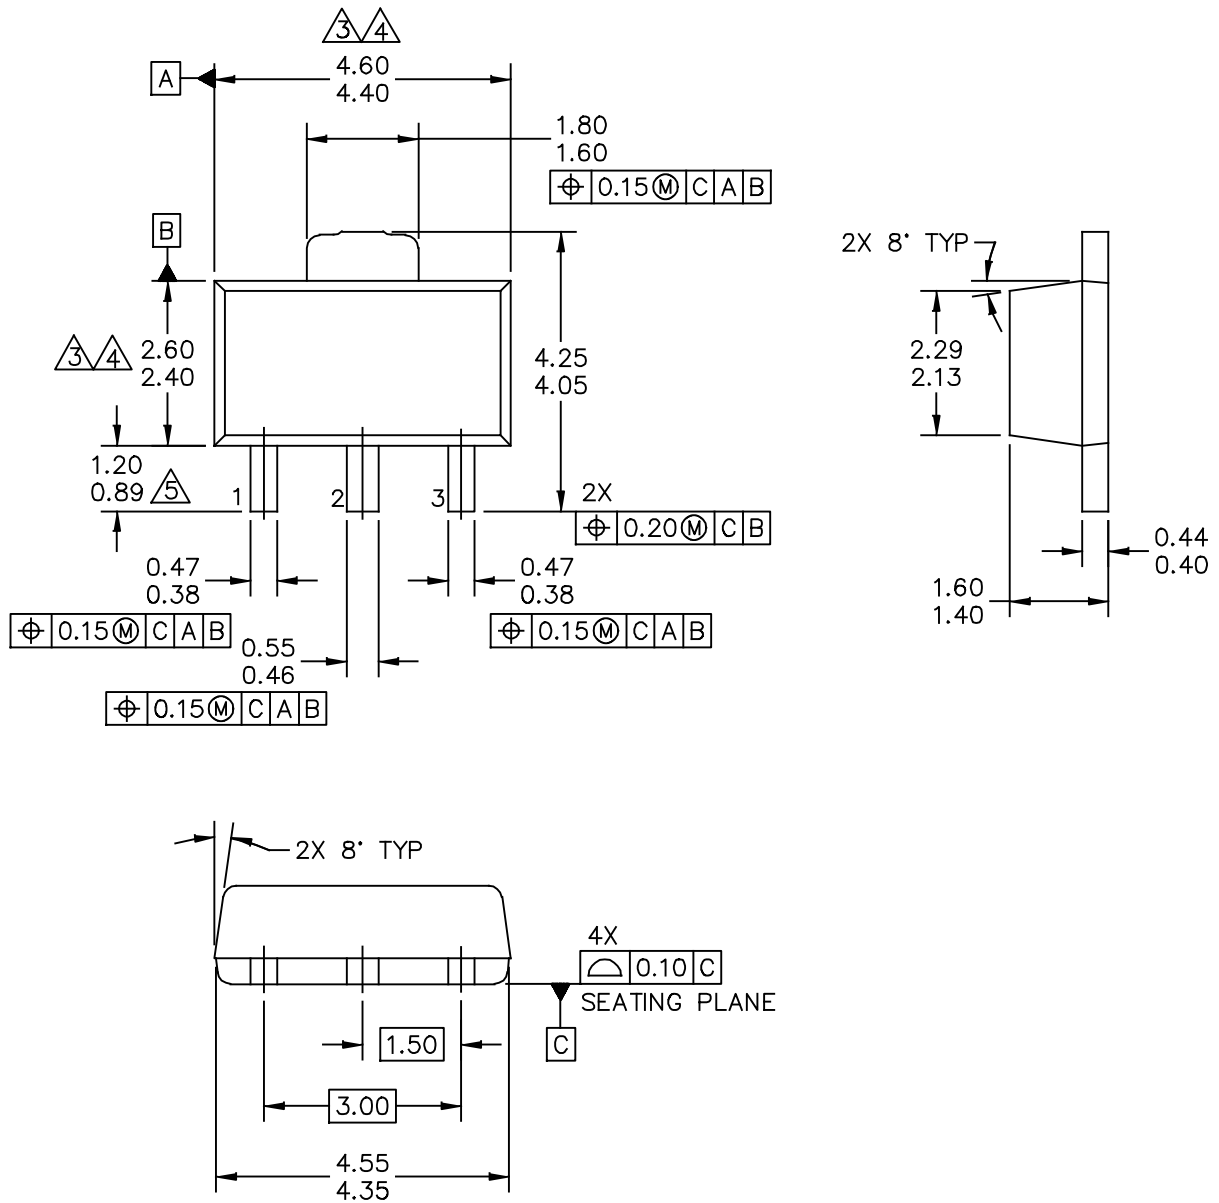 3 4
4.60
4.40
A
1.80
1.60
⌖ 0.15 Ⓜ C A B
B
2X 8° TYP
3 4 2.60
2.40
4.25
4.05
2.29
2.13
1.20
0.89 5
1 2 3
2X
⌖ 0.20 Ⓜ C B
0.47
0.38
⌖ 0.15 Ⓜ C A B
0.47
0.38
⌖ 0.15 Ⓜ C A B
0.44
0.40
1.60
1.40
0.55
0.46
⌖ 0.15 Ⓜ C A B
2X 8° TYP
4X
⌓ 0.10 C
SEATING PLANE
1.50
C
3.00
4.55
4.35